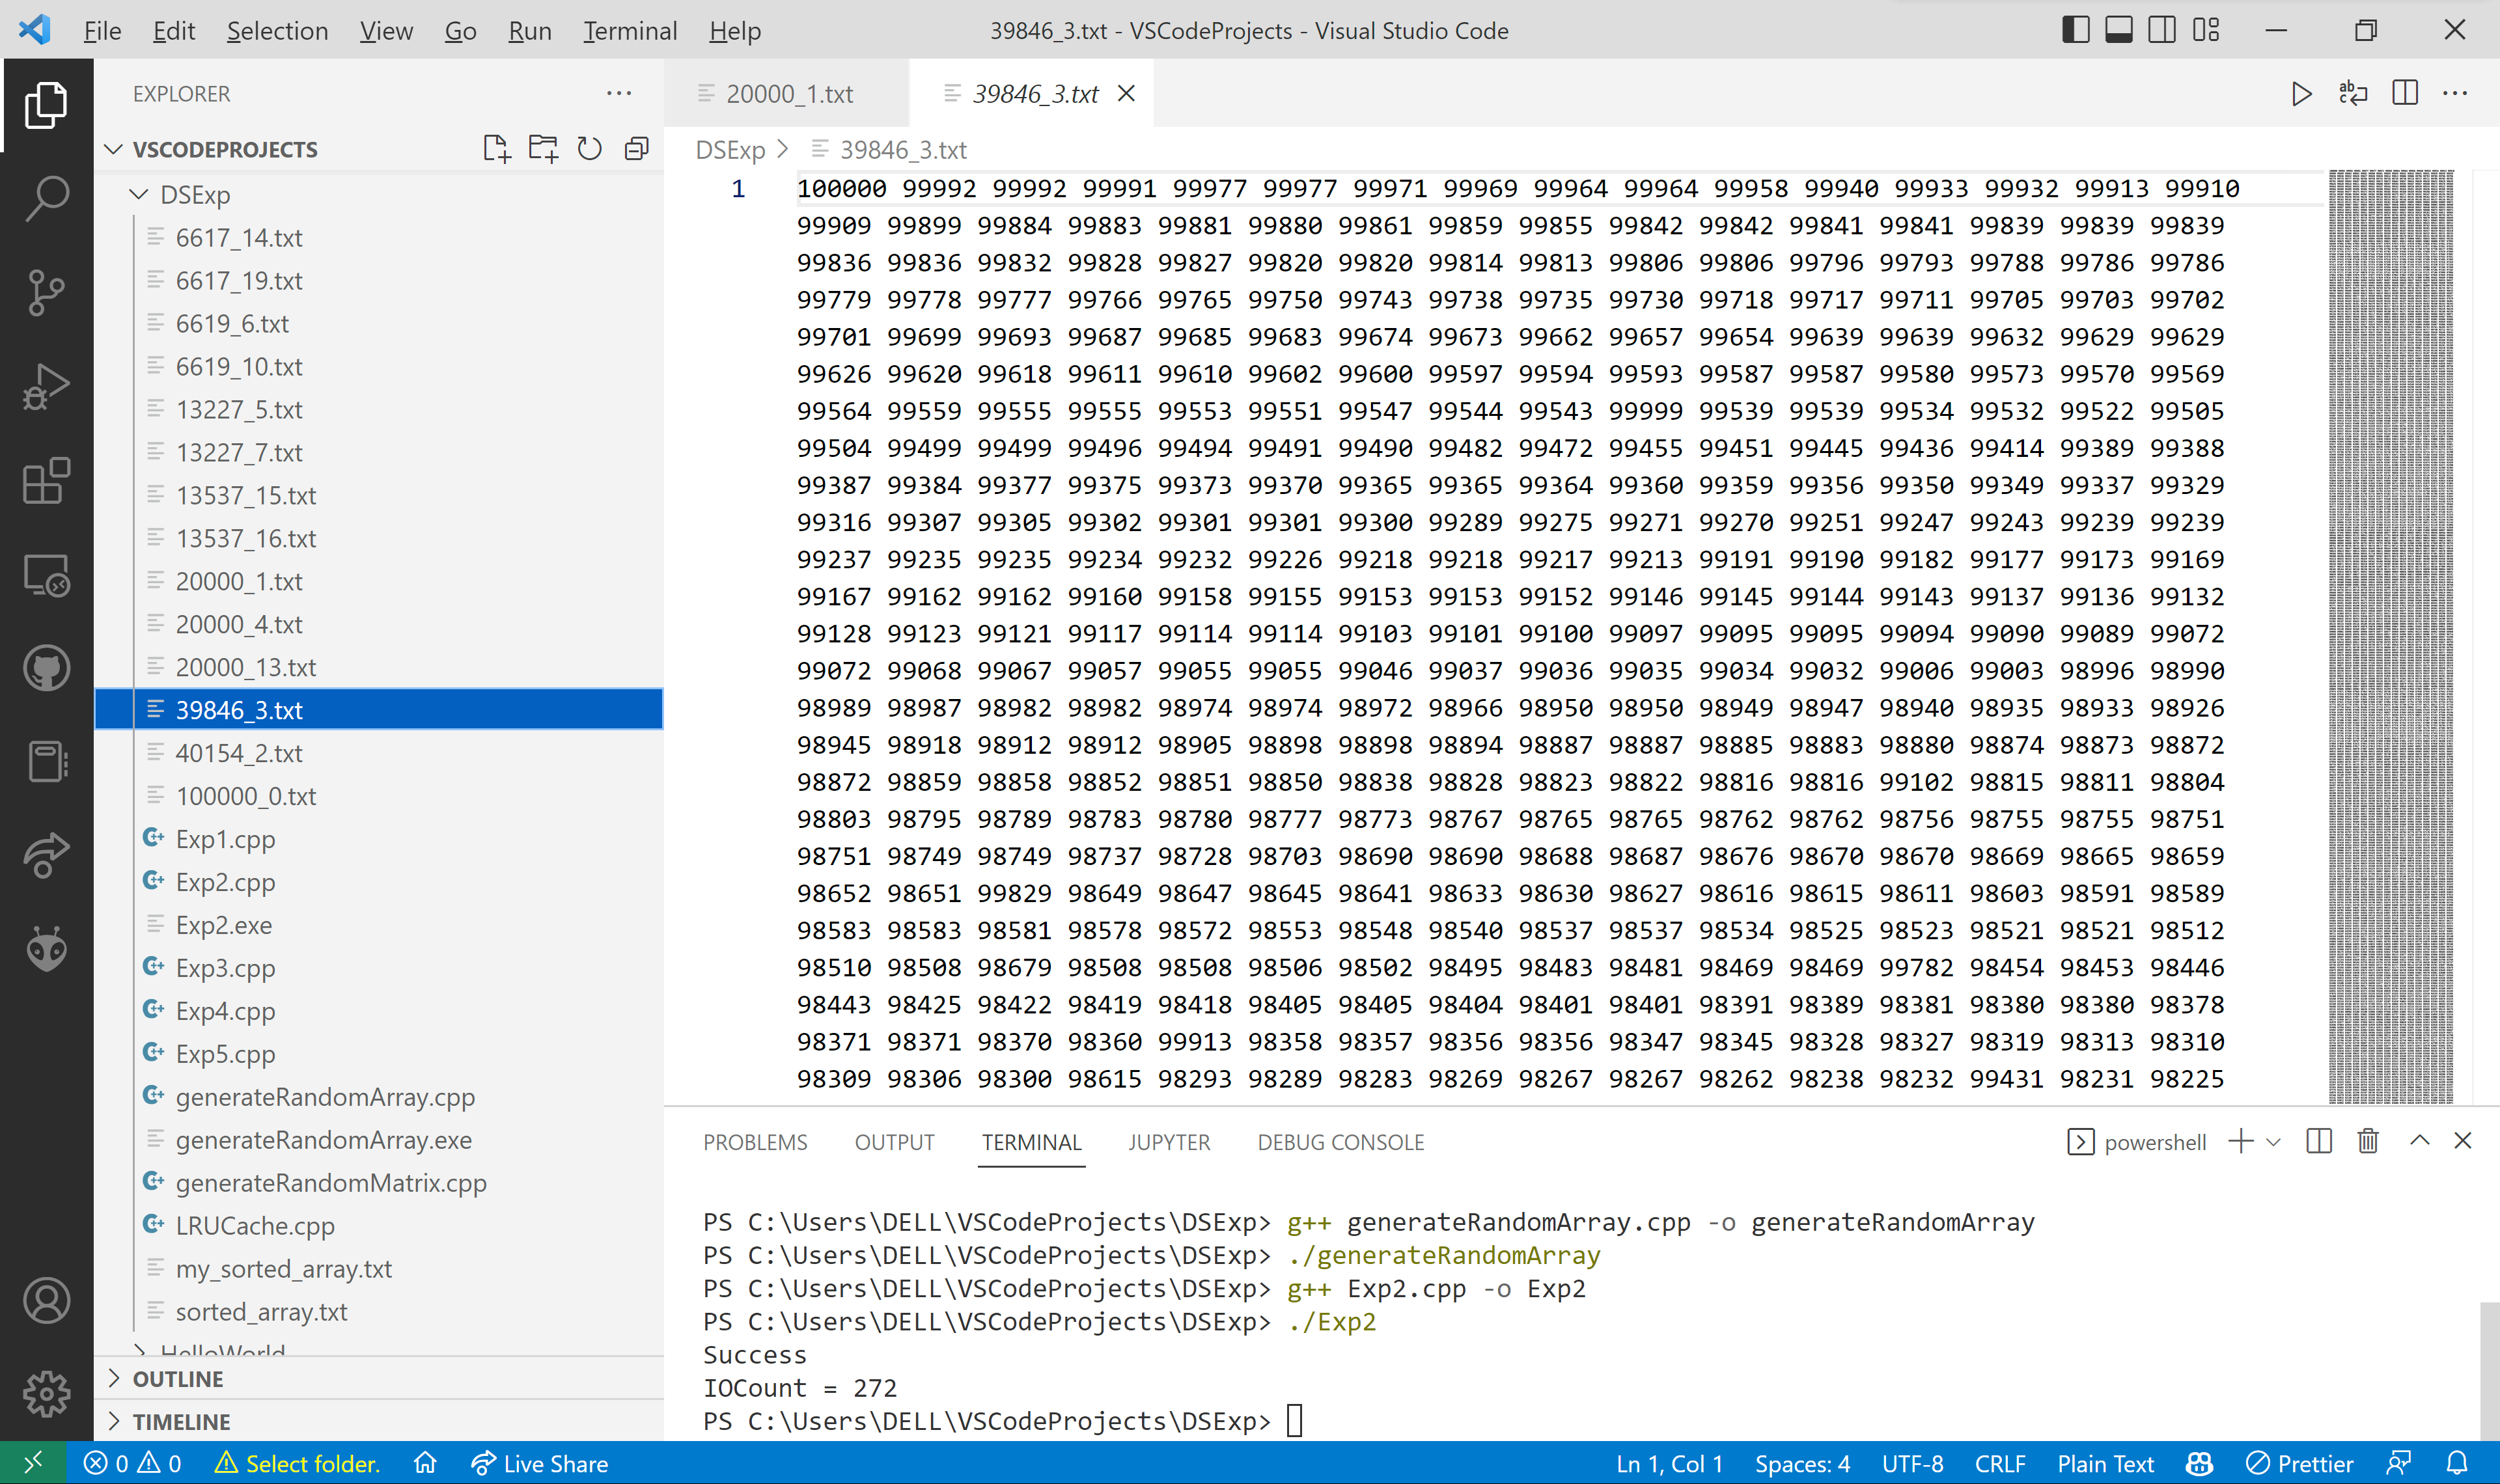 File Edit Selection View Go Run Terminal Help
39846_3.txt - VSCodeProjects - Visual Studio Code
EXPLORER
VSCODEPROJECTS
DSExp
6617_14.txt
6617_19.txt
6619_6.txt
6619_10.txt
13227_5.txt
13227_7.txt
13537_15.txt
13537_16.txt
20000_1.txt
20000_4.txt
20000_13.txt
39846_3.txt
40154_2.txt
100000_0.txt
Exp1.cpp
Exp2.cpp
Exp2.exe
Exp3.cpp
Exp4.cpp
Exp5.cpp
generateRandomArray.cpp
generateRandomArray.exe
generateRandomMatrix.cpp
LRUCache.cpp
my_sorted_array.txt
sorted_array.txt
HelloWorld
OUTLINE
TIMELINE
20000_1.txt
39846_3.txt
DSExp > 39846_3.txt
1
100000 99992 99992 99991 99977 99977 99971 99969 99964 99964 99958 99940 99933 99932 99913 99910
99909 99899 99884 99883 99881 99880 99861 99859 99855 99842 99842 99841 99841 99839 99839 99839
99836 99836 99832 99828 99827 99820 99820 99814 99813 99806 99806 99796 99793 99788 99786 99786
99779 99778 99777 99766 99765 99750 99743 99738 99735 99730 99718 99717 99711 99705 99703 99702
99701 99699 99693 99687 99685 99683 99674 99673 99662 99657 99654 99639 99639 99632 99629 99629
99626 99620 99618 99611 99610 99602 99600 99597 99594 99593 99587 99587 99580 99573 99570 99569
99564 99559 99555 99555 99553 99551 99547 99544 99543 99999 99539 99539 99534 99532 99522 99505
99504 99499 99499 99496 99494 99491 99490 99482 99472 99455 99451 99445 99436 99414 99389 99388
99387 99384 99377 99375 99373 99370 99365 99365 99364 99360 99359 99356 99350 99349 99337 99329
99316 99307 99305 99302 99301 99301 99300 99289 99275 99271 99270 99251 99247 99243 99239 99239
99237 99235 99235 99234 99232 99226 99218 99218 99217 99213 99191 99190 99182 99177 99173 99169
99167 99162 99162 99160 99158 99155 99153 99153 99152 99146 99145 99144 99143 99137 99136 99132
99128 99123 99121 99117 99114 99114 99103 99101 99100 99097 99095 99095 99094 99090 99089 99072
99072 99068 99067 99057 99055 99055 99046 99037 99036 99035 99034 99032 99006 99003 98996 98990
98989 98987 98982 98982 98974 98974 98972 98966 98950 98950 98949 98947 98940 98935 98933 98926
98945 98918 98912 98912 98905 98898 98898 98894 98887 98887 98885 98883 98880 98874 98873 98872
98872 98859 98858 98852 98851 98850 98838 98828 98823 98822 98816 98816 99102 98815 98811 98804
98803 98795 98789 98783 98780 98777 98773 98767 98765 98765 98762 98762 98756 98755 98755 98751
98751 98749 98749 98737 98728 98703 98690 98690 98688 98687 98676 98670 98670 98669 98665 98659
98652 98651 99829 98649 98647 98645 98641 98633 98630 98627 98616 98615 98611 98603 98591 98589
98583 98583 98581 98578 98572 98553 98548 98540 98537 98537 98534 98525 98523 98521 98521 98512
98510 98508 98679 98508 98508 98506 98502 98495 98483 98481 98469 98469 99782 98454 98453 98446
98443 98425 98422 98419 98418 98405 98405 98404 98401 98401 98391 98389 98381 98380 98380 98378
98371 98371 98370 98360 99913 98358 98357 98356 98356 98347 98345 98328 98327 98319 98313 98310
98309 98306 98300 98615 98293 98289 98283 98269 98267 98267 98262 98238 98232 99431 98231 98225
PROBLEMS OUTPUT TERMINAL JUPYTER DEBUG CONSOLE
powershell
PS C:\Users\DELL\VSCodeProjects\DSExp> g++ generateRandomArray.cpp -o generateRandomArray
PS C:\Users\DELL\VSCodeProjects\DSExp> ./generateRandomArray
PS C:\Users\DELL\VSCodeProjects\DSExp> g++ Exp2.cpp -o Exp2
PS C:\Users\DELL\VSCodeProjects\DSExp> ./Exp2
Success
IOCount = 272
PS C:\Users\DELL\VSCodeProjects\DSExp>
0 0 Select folder. Live Share
Ln 1, Col 1 Spaces: 4 UTF-8 CRLF Plain Text Prettier